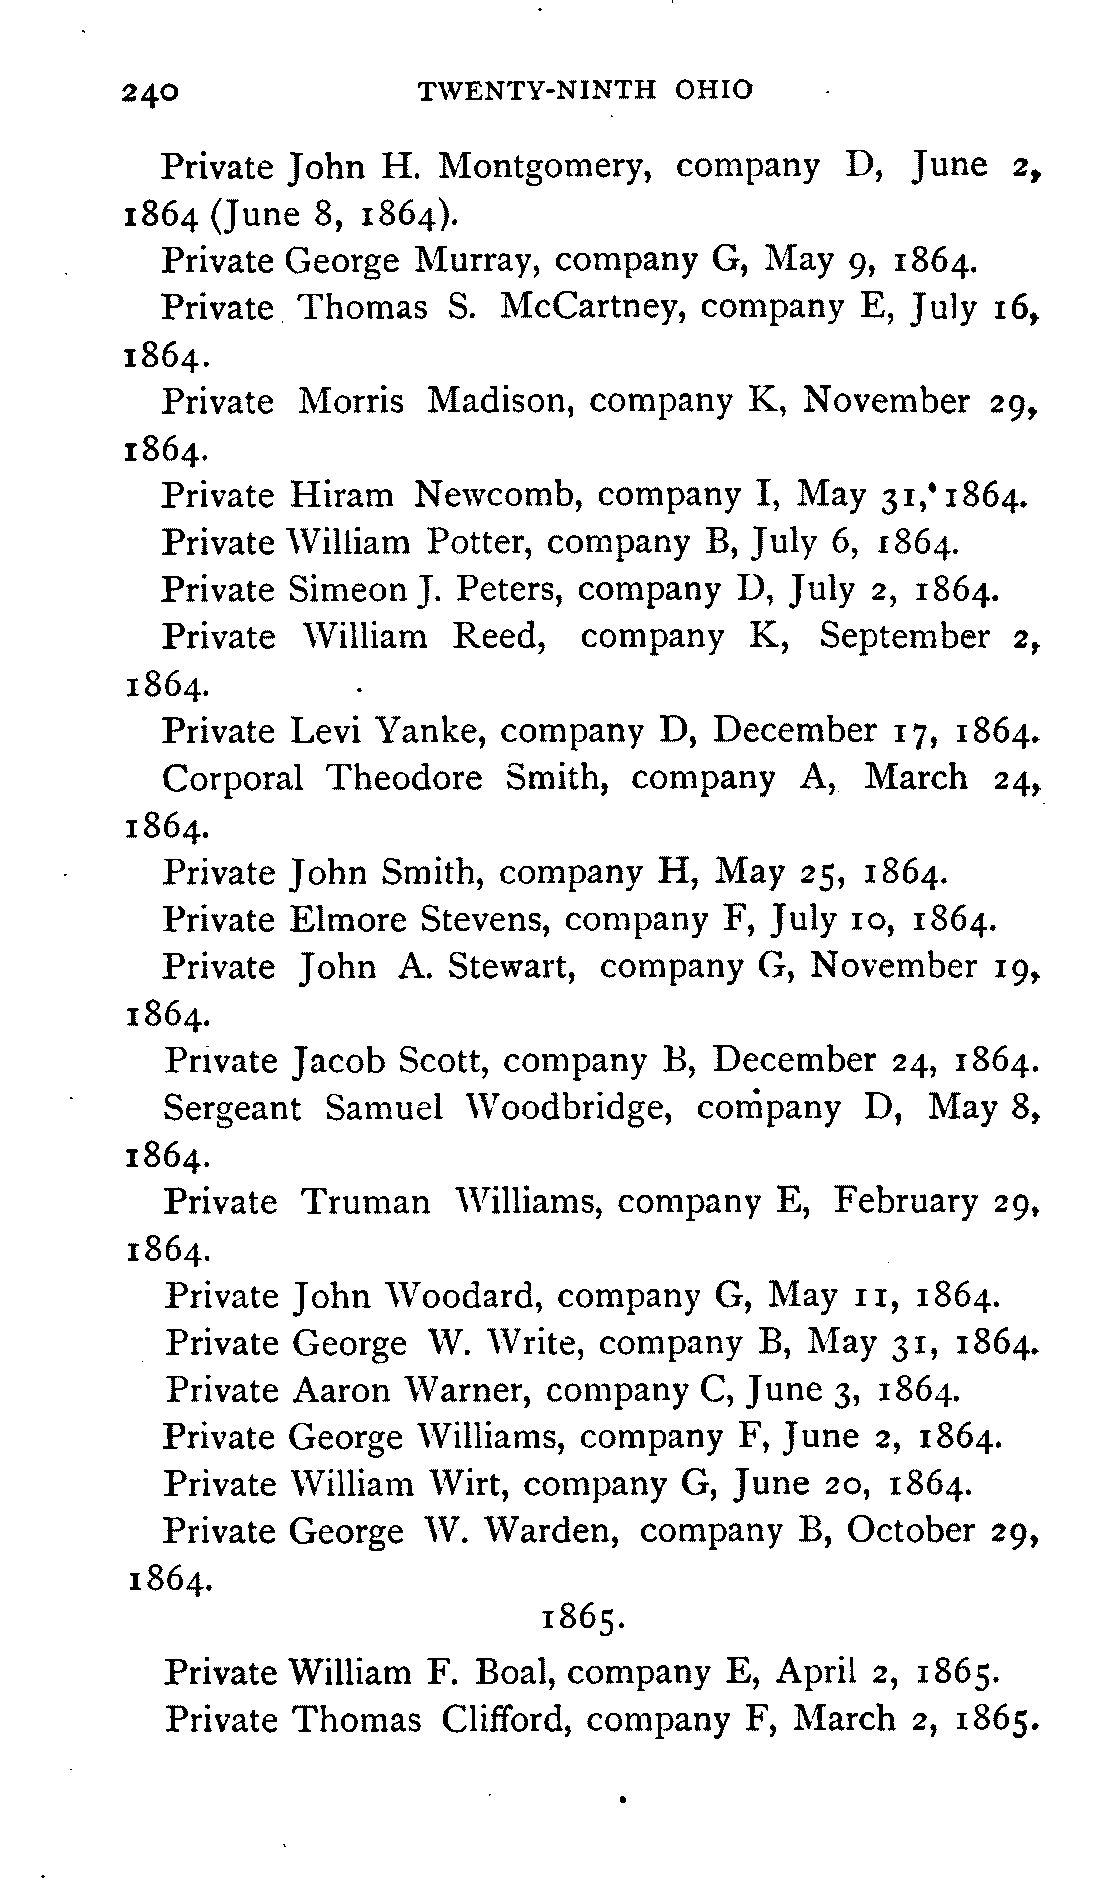 240 TWENTY-NINTH OHIO
Private John H. Montgomery, company D, June 2,
1864 (June 8, 1864).
Private George Murray, company G, May 9, 1864.
Private Thomas S. McCartney, company E, July 16,
1864.
Private Morris Madison, company K, November 29,
1864.
Private Hiram Newcomb, company I, May 31, 1864.
Private William Potter, company B, July 6, 1864.
Private Simeon J. Peters, company D, July 2, 1864.
Private William Reed, company K, September 2,
1864.
Private Levi Yanke, company D, December 17, 1864.
Corporal Theodore Smith, company A, March 24,
1864.
Private John Smith, company H, May 25, 1864.
Private Elmore Stevens, company F, July 10, 1864.
Private John A. Stewart, company G, November 19,
1864.
Private Jacob Scott, company B, December 24, 1864.
Sergeant Samuel Woodbridge, company D, May 8,
1864.
Private Truman Williams, company E, February 29,
1864.
Private John Woodard, company G, May 11, 1864.
Private George W. Write, company B, May 31, 1864.
Private Aaron Warner, company C, June 3, 1864.
Private George Williams, company F, June 2, 1864.
Private William Wirt, company G, June 20, 1864.
Private George W. Warden, company B, October 29,
1864.
1865.
Private William F. Boal, company E, April 2, 1865.
Private Thomas Clifford, company F, March 2, 1865.